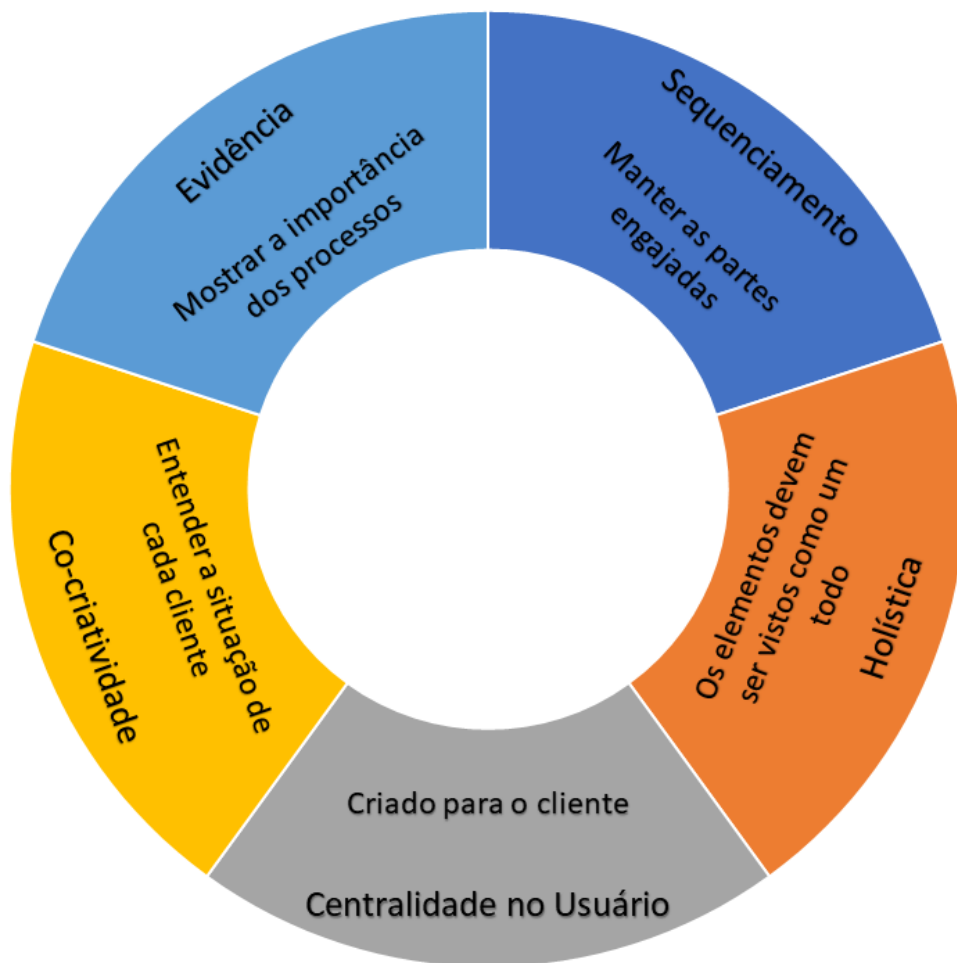 Sequenciamento
Manter as partes
engajadas
Os elementos devem
ser vistos como um
todo
Holística
Criado para o cliente
Centralidade no Usuário
Entender a situação de
cada cliente
Co-criatividade
Evidência
Mostrar a importância
dos processos